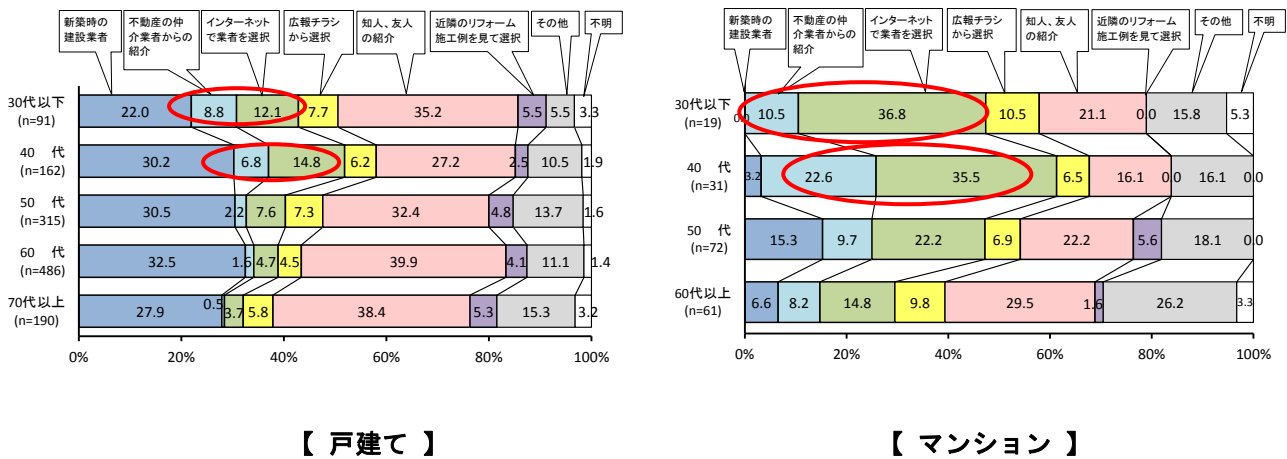 新築時の
建設業者
不動産の仲
介業者からの
紹介
インターネット
で業者を選択
広報チラシ
から選択
知人、友人
の紹介
近隣のリフォーム
施工例を見て選択
その他
不明
30代以下
(n=91)
22.0 8.8 12.1 7.7 35.2 5.5 5.5 3.3
40 代
(n=162)
30.2 6.8 14.8 6.2 27.2 2.5 10.5 1.9
50 代
(n=315)
30.5 2.2 7.6 7.3 32.4 4.8 13.7 1.6
60 代
(n=486)
32.5 1.6 4.7 4.5 39.9 4.1 11.1 1.4
70代以上
(n=190)
27.9 0.5 3.7 5.8 38.4 5.3 15.3 3.2
0% 20% 40% 60% 80% 100%
【 戸建て 】
新築時の
建設業者
不動産の仲
介業者からの
紹介
インターネット
で業者を選択
広報チラシ
から選択
知人、友人
の紹介
近隣のリフォーム
施工例を見て選択
その他
不明
30代以下
(n=19)
0.0 10.5 36.8 10.5 21.1 0.0 15.8 5.3
40 代
(n=31)
3.2 22.6 35.5 6.5 16.1 0.0 16.1 0.0
50 代
(n=72)
15.3 9.7 22.2 6.9 22.2 5.6 18.1 0.0
60代以上
(n=61)
6.6 8.2 14.8 9.8 29.5 1.6 26.2 3.3
0% 20% 40% 60% 80% 100%
【 マンション 】